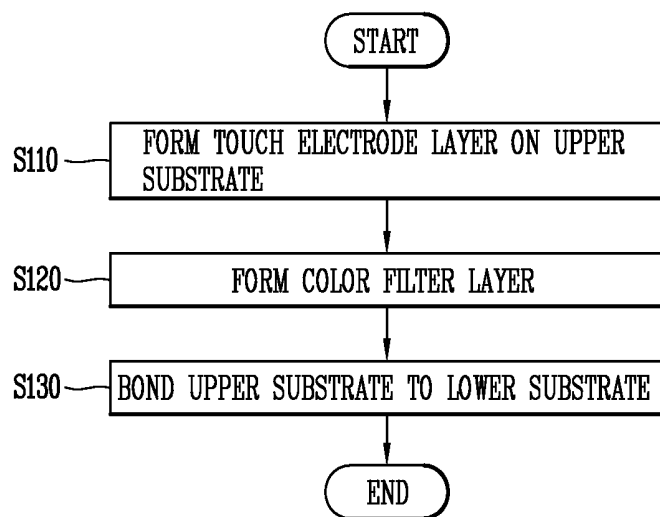 START
S110
FORM TOUCH ELECTRODE LAYER ON UPPER
SUBSTRATE
S120
FORM COLOR FILTER LAYER
S130
BOND UPPER SUBSTRATE TO LOWER SUBSTRATE
END